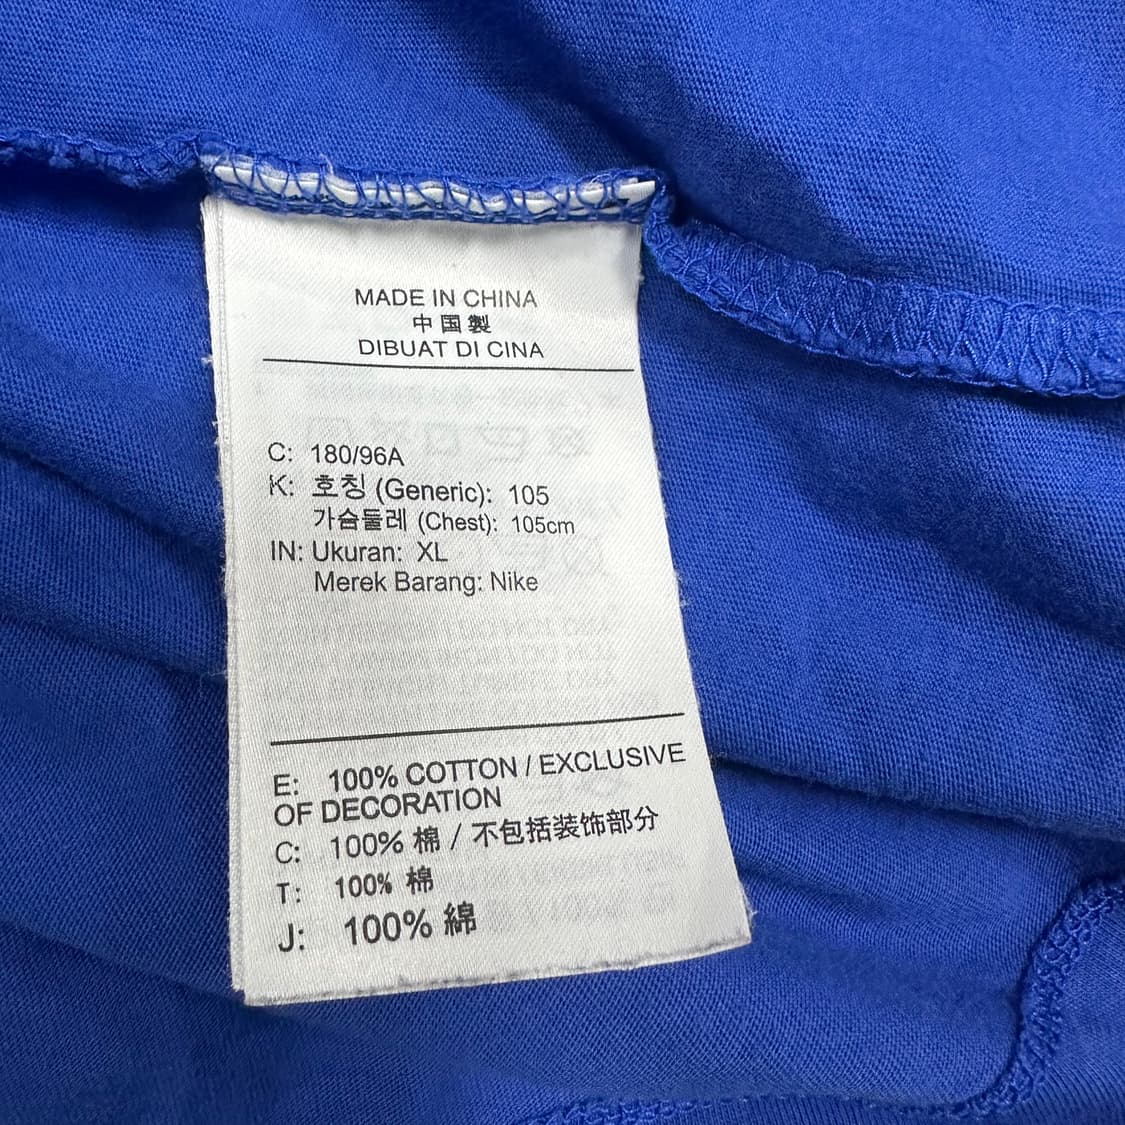 MADE IN CHINA
中国製
DIBUAT DI CINA
C: 180/96A
K: 호칭 (Generic): 105
가슴둘레 (Chest): 105cm
IN: Ukuran: XL
Merek Barang: Nike
E: 100% COTTON / EXCLUSIVE
OF DECORATION
C: 100% 棉 / 不包括装饰部分
T: 100% 棉
J: 100% 綿